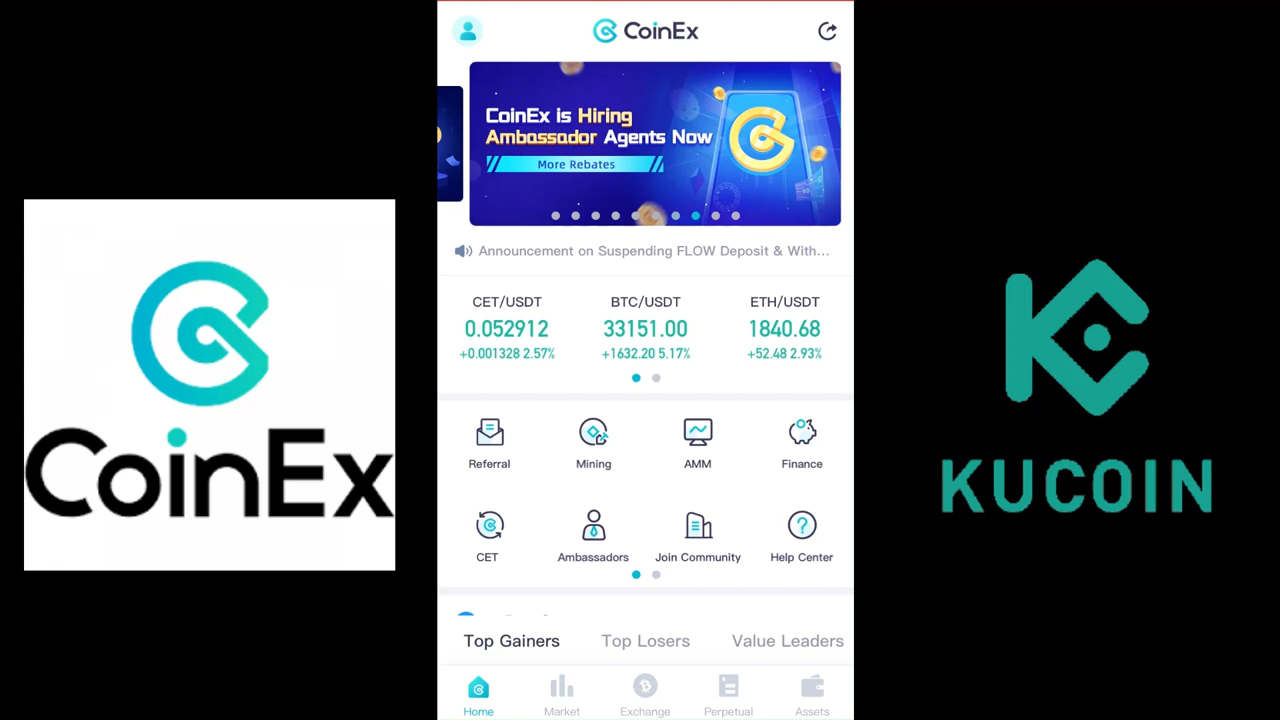 CoinEx
CoinEx is Hiring
Ambassador Agents Now
More Rebates
Announcement on Suspending FLOW Deposit & With...
CET/USDT BTC/USDT ETH/USDT
0.052912 33151.00 1840.68
+0.001328 2.57% +1632.20 5.17% +52.48 2.93%
Referral Mining AMM Finance
CET Ambassadors Join Community Help Center
Top Gainers Top Losers Value Leaders
Home Market Exchange Perpetual Assets
CoinEx
KUCOIN